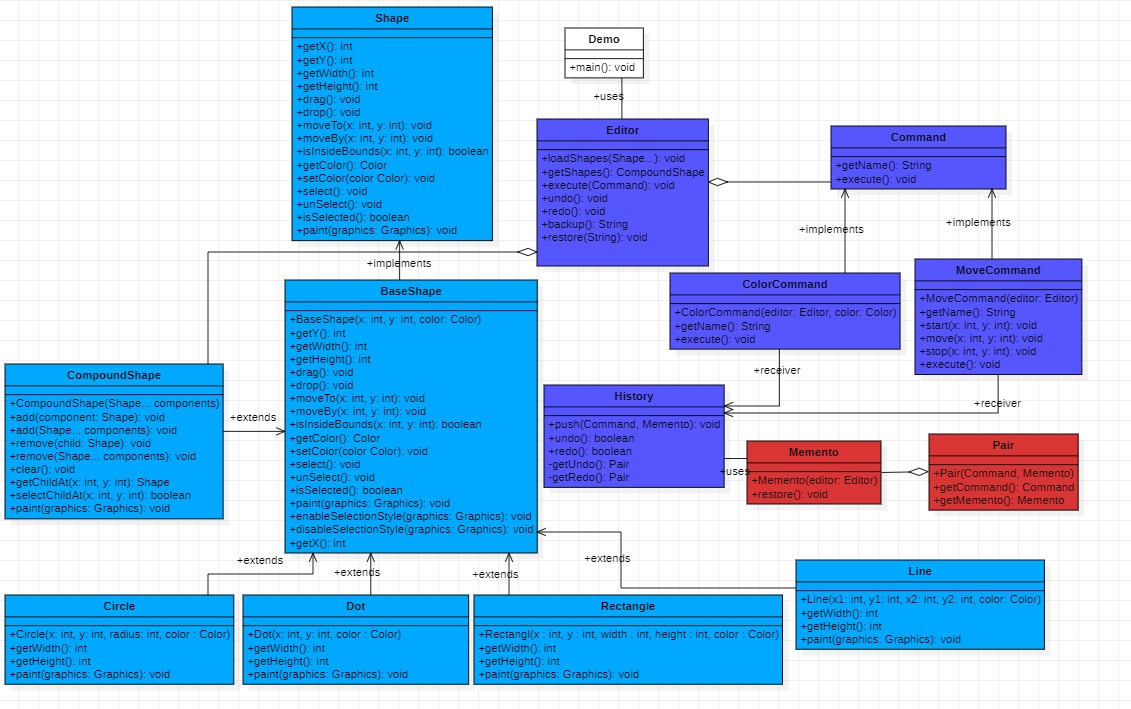 Shape
+getX(): int
+getY(): int
+getWidth(): int
+getHeight(): int
+drag(): void
+drop(): void
+moveTo(x: int, y: int): void
+moveBy(x: int, y: int): void
+isInsideBounds(x: int, y: int): boolean
+getColor(): Color
+setColor(color Color): void
+select(): void
+unSelect(): void
+isSelected(): boolean
+paint(graphics: Graphics): void
Demo
+main(): void
+uses
Editor
+loadShapes(Shape...): void
+getShapes(): CompoundShape
+execute(Command): void
+undo(): void
+redo(): void
+backup(): String
+restore(String): void
Command
+getName(): String
+execute(): void
+implements
+implements
+implements
BaseShape
+BaseShape(x: int, y: int, color: Color)
+getY(): int
+getWidth(): int
+getHeight(): int
+drag(): void
+drop(): void
+moveTo(x: int, y: int): void
+moveBy(x: int, y: int): void
+isInsideBounds(x: int, y: int): boolean
+getColor(): Color
+setColor(color Color): void
+select(): void
+unSelect(): void
+isSelected(): boolean
+paint(graphics: Graphics): void
+enableSelectionStyle(graphics: Graphics): void
+disableSelectionStyle(graphics: Graphics): void
+getX(): int
ColorCommand
+ColorCommand(editor: Editor, color: Color)
+getName(): String
+execute(): void
MoveCommand
+MoveCommand(editor: Editor)
+getName(): String
+start(x: int, y: int): void
+move(x: int, y: int): void
+stop(x: int, y: int): void
+execute(): void
+receiver
+receiver
CompoundShape
+CompoundShape(Shape... components)
+add(component: Shape): void
+add(Shape... components): void
+remove(child: Shape): void
+remove(Shape... components): void
+clear(): void
+getChildAt(x: int, y: int): Shape
+selectChildAt(x: int, y: int): boolean
+paint(graphics: Graphics): void
+extends
History
+push(Command, Memento): void
+undo(): boolean
+redo(): boolean
-getUndo(): Pair
-getRedo(): Pair
+uses
Memento
+Memento(editor: Editor)
+restore(): void
Pair
+Pair(Command, Memento)
+getCommand(): Command
+getMemento(): Memento
+extends
+extends
+extends
+extends
Circle
+Circle(x: int, y: int, radius: int, color : Color)
+getWidth(): int
+getHeight(): int
+paint(graphics: Graphics): void
Dot
+Dot(x: int, y: int, color : Color)
+getWidth(): int
+getHeight(): int
+paint(graphics: Graphics): void
Rectangle
+Rectangl(x : int, y : int, width : int, height : int, color : Color)
+getWidth(): int
+getHeight(): int
+paint(graphics: Graphics): void
Line
+Line(x1: int, y1: int, x2: int, y2: int, color: Color)
+getWidth(): int
+getHeight(): int
+paint(graphics: Graphics): void